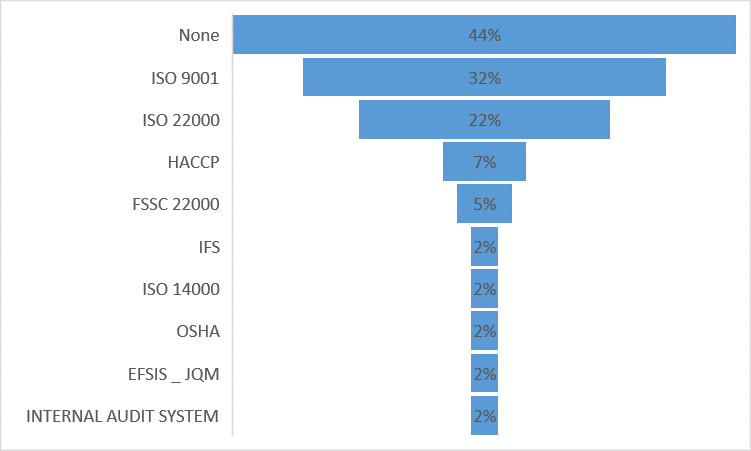 None 44%
ISO 9001 32%
ISO 22000 22%
HACCP 7%
FSSC 22000 5%
IFS 2%
ISO 14000 2%
OSHA 2%
EFSIS _ JQM 2%
INTERNAL AUDIT SYSTEM 2%